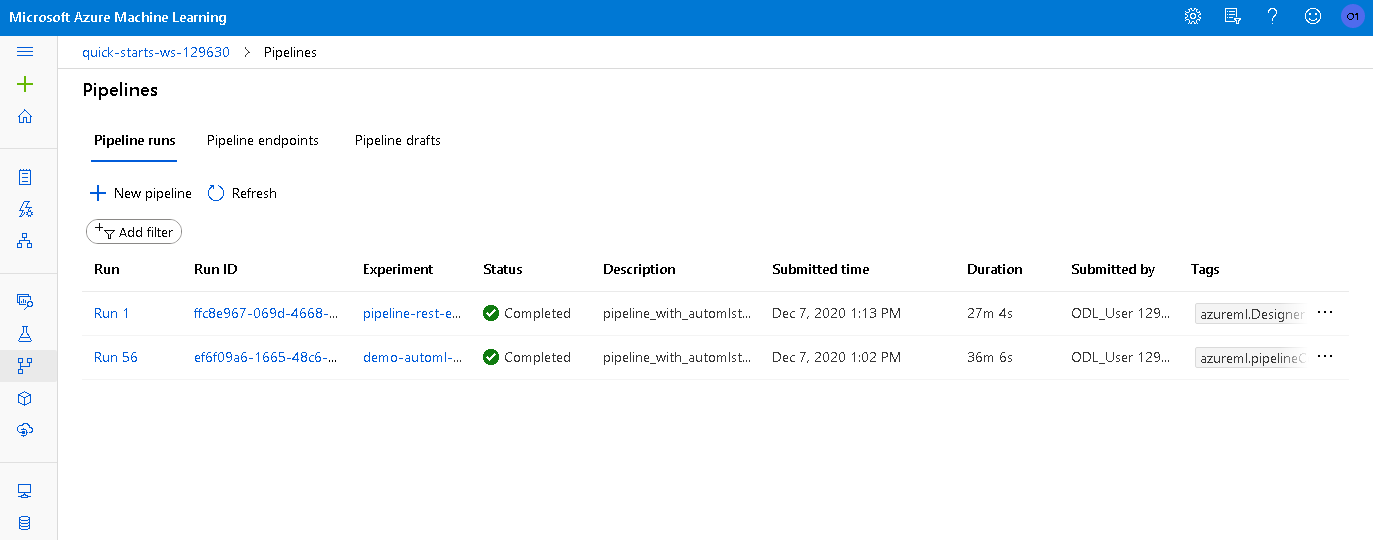 Microsoft Azure Machine Learning
O1
quick-starts-ws-129630 > Pipelines
Pipelines
Pipeline runs Pipeline endpoints Pipeline drafts
New pipeline Refresh
Add filter
Run Run ID Experiment Status Description Submitted time Duration Submitted by Tags
Run 1 ffc8e967-069d-4668-... pipeline-rest-e... Completed pipeline_with_automlst... Dec 7, 2020 1:13 PM 27m 4s ODL_User 129... azureml.Designer ...
Run 56 ef6f09a6-1665-48c6-... demo-automl-... Completed pipeline_with_automlst... Dec 7, 2020 1:02 PM 36m 6s ODL_User 129... azureml.pipelineC ...